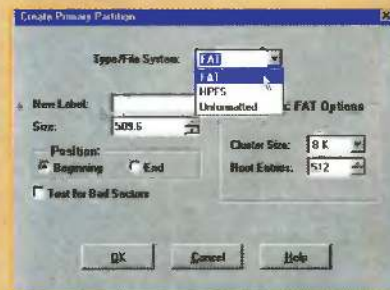 Create Primary Partition
Type/File System: FAT
FAT
HPFS
Unformatted
New Label:
: FAT Options
Size: 509.6
Cluster Size: 8 K
Position:
Beginning End
Root Entries: 512
Test for Bad Sectors
OK Cancel Help